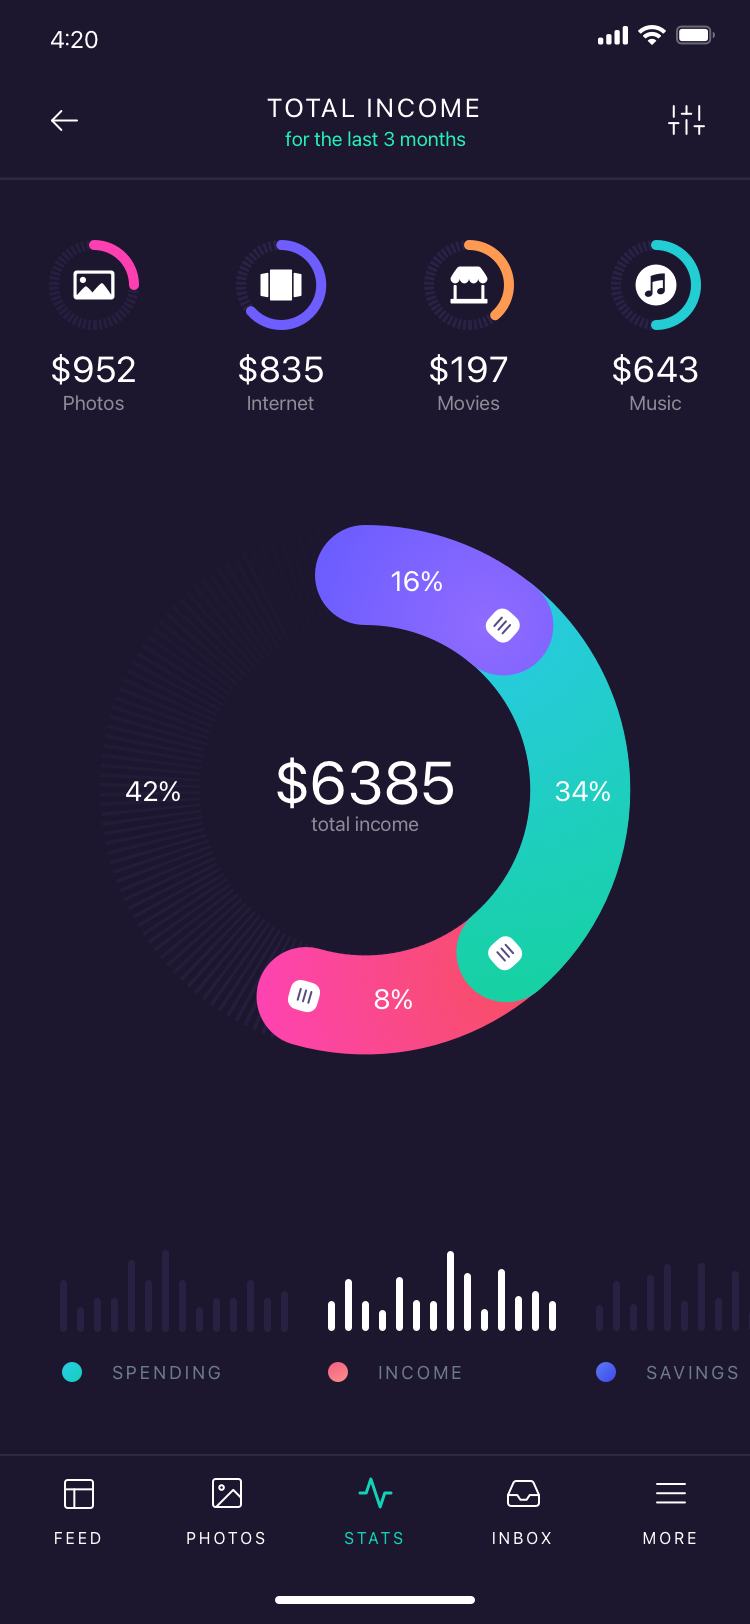 4:20
TOTAL INCOME
for the last 3 months
$952 $835 $197 $643
Photos Internet Movies Music
16%
42%
$6385
total income
34%
8%
SPENDING INCOME SAVINGS
FEED PHOTOS STATS INBOX MORE